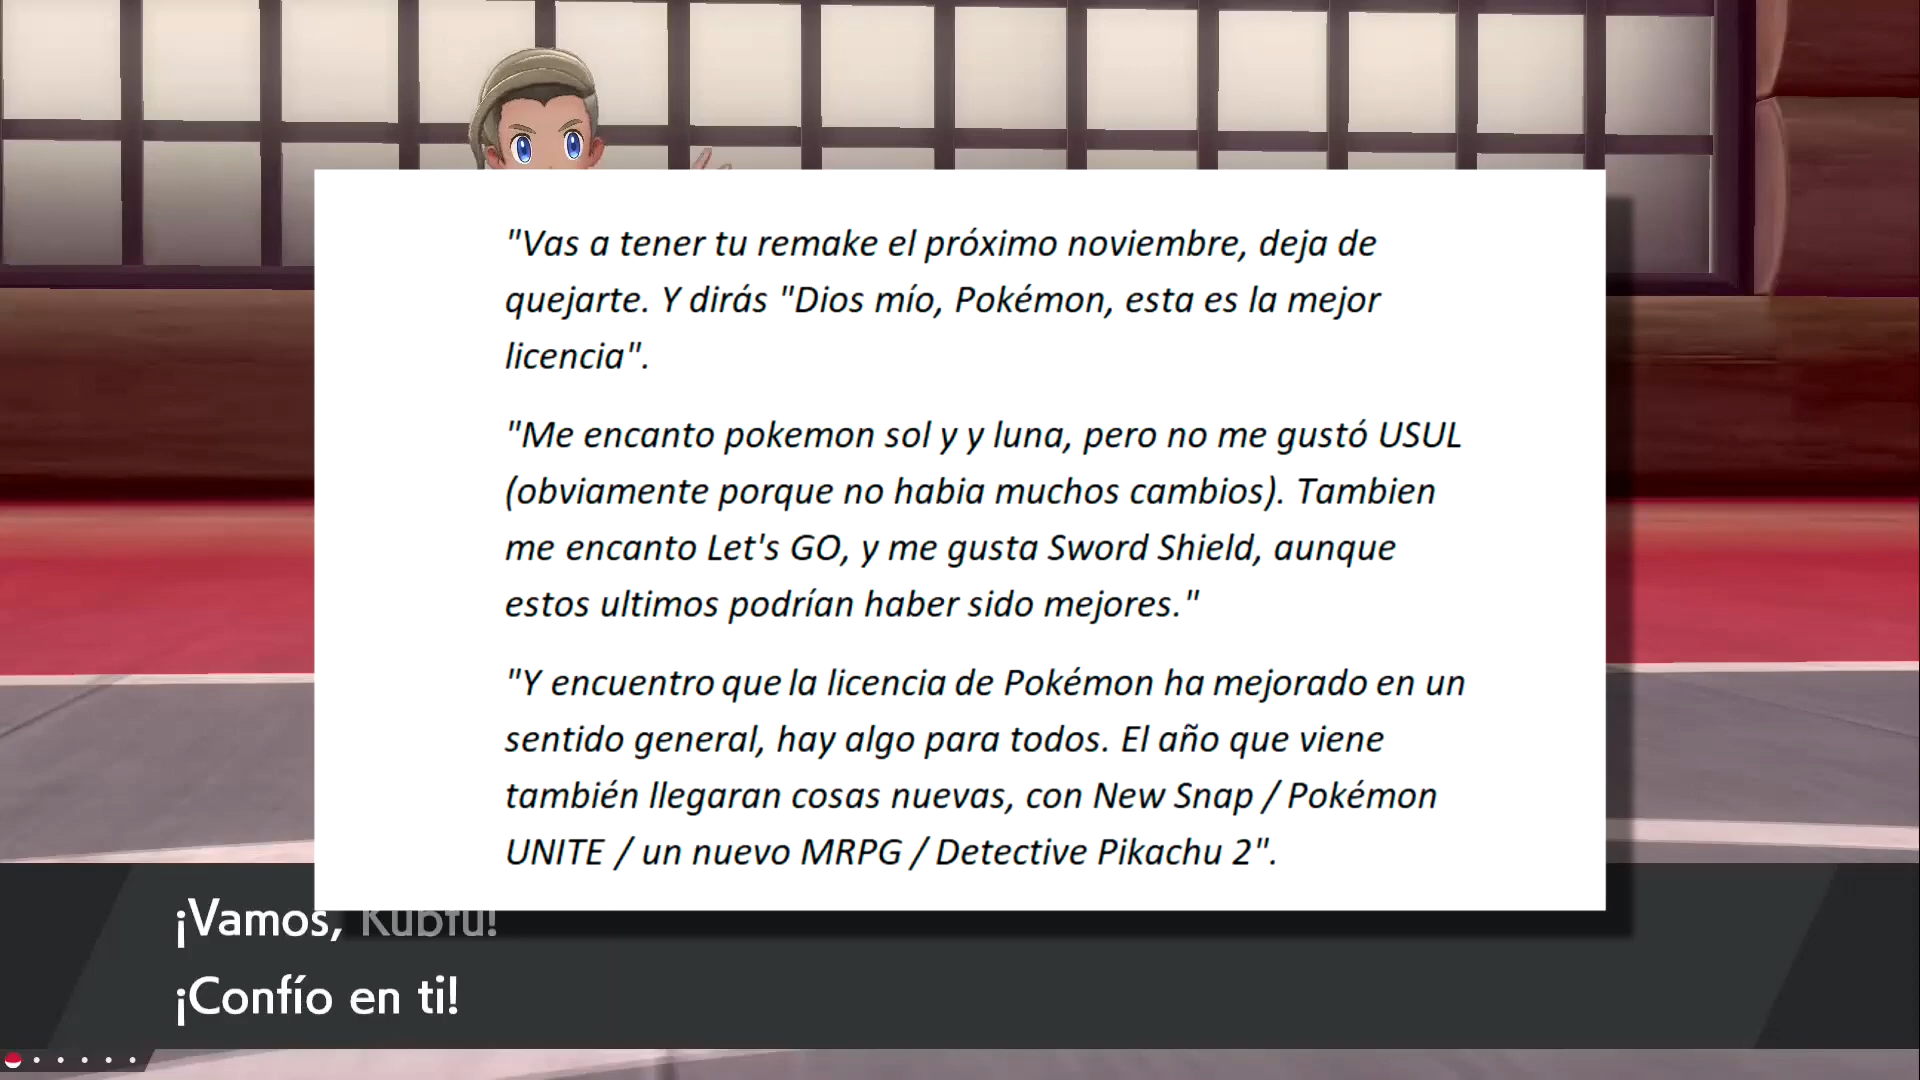 "Vas a tener tu remake el próximo noviembre, deja de
quejarte. Y dirás "Dios mío, Pokémon, esta es la mejor
licencia".
"Me encanto pokemon sol y y luna, pero no me gustó USUL
(obviamente porque no habia muchos cambios). Tambien
me encanto Let's GO, y me gusta Sword Shield, aunque
estos ultimos podrían haber sido mejores."
"Y encuentro que la licencia de Pokémon ha mejorado en un
sentido general, hay algo para todos. El año que viene
también llegaran cosas nuevas, con New Snap / Pokémon
UNITE / un nuevo MRPG / Detective Pikachu 2".
¡Vamos, Kubfu!
¡Confío en ti!